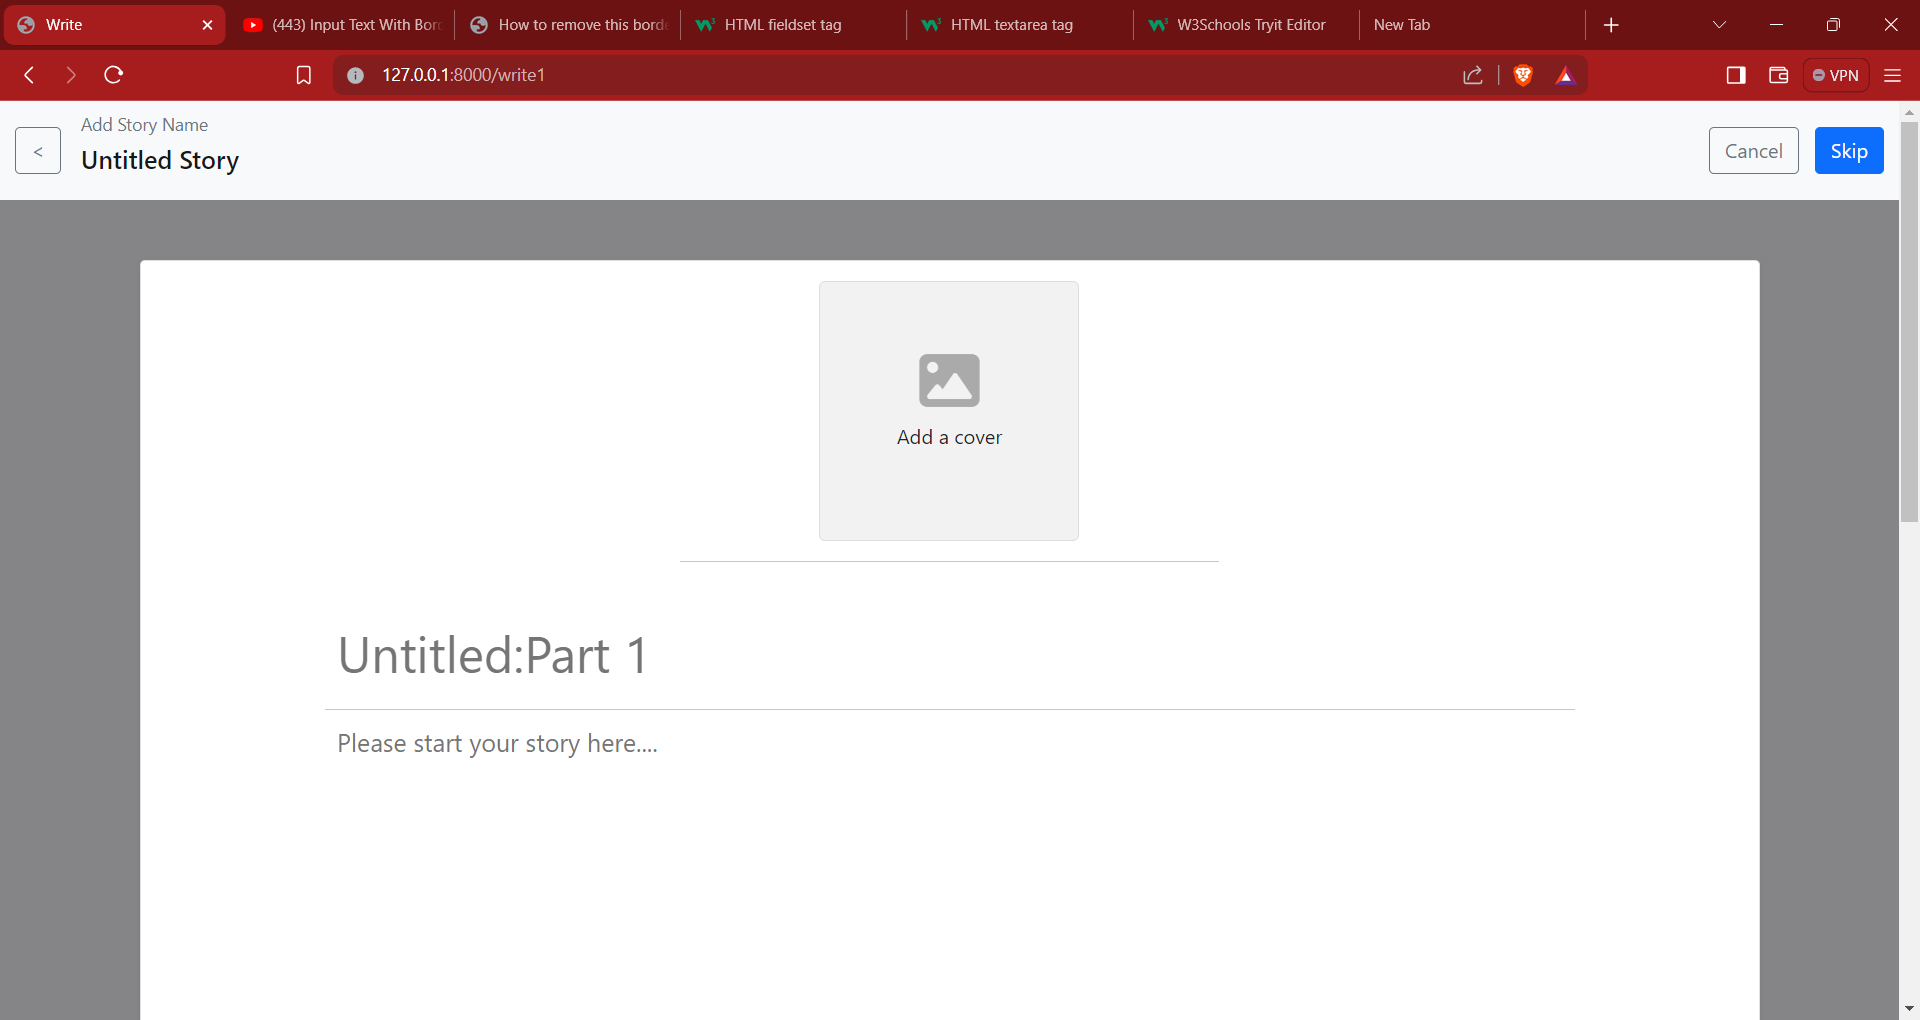 Write
(443) Input Text With Bor
How to remove this bord
HTML fieldset tag
HTML textarea tag
W3Schools Tryit Editor
New Tab
127.0.0.1:8000/write1
VPN
<
Add Story Name
Untitled Story
Cancel
Skip
Add a cover
Untitled:Part 1
Please start your story here....